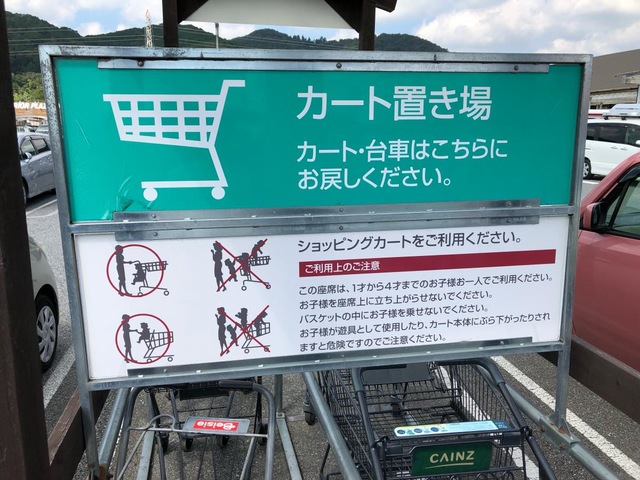 カート置き場
カート・台車はこちらに
お戻しください。
ショッピングカートをご利用ください。
ご利用上のご注意
この座席は、1才から4才までのお子様お一人でご利用ください。
お子様を座席上に立ち上がらせないでください。
バスケットの中にお子様を乗せないでください。
お子様が遊具として使用したり、カート本体にぶら下がったりされ
ますと危険ですのでご注意ください。
Beisia
CAINZ